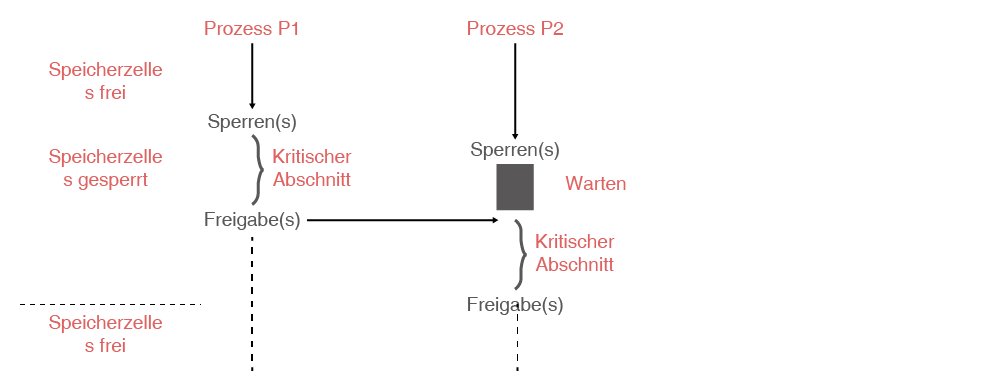 Prozess P1
Prozess P2
Speicherzelle
s frei
Sperren(s)
Speicherzelle
s gesperrt
Kritischer
Abschnitt
Sperren(s)
Warten
Freigabe(s)
Kritischer
Abschnitt
Freigabe(s)
Speicherzelle
s frei